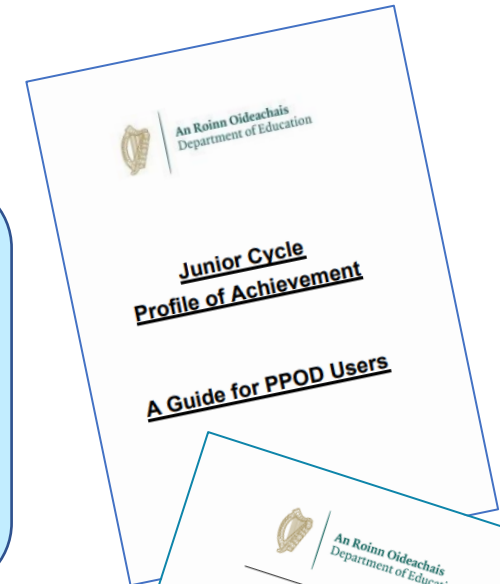 An Roinn Oideachais
Department of Education
Junior Cycle
Profile of Achievement
A Guide for PPOD Users
An Roinn Oideachais
Department of